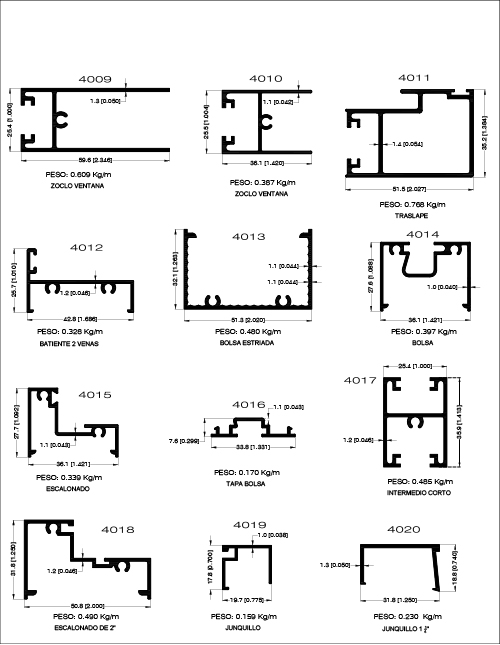 4009
1.3 [0.050]
25.4 [1.000]
59.6 [2.346]
PESO: 0.609 Kg/m
ZOCLO VENTANA
4010
1.1 [0.042]
25.5 [1.004]
36.1 [1.420]
PESO: 0.387 Kg/m
ZOCLO VENTANA
4011
1.4 [0.054]
35.2 [1.384]
51.5 [2.027]
PESO: 0.768 Kg/m
TRASLAPE
4012
25.7 [1.010]
1.2 [0.046]
42.8 [1.686]
PESO: 0.328 Kg/m
BATIENTE 2 VENAS
4013
32.1 [1.263]
1.1 [0.044]
1.1 [0.044]
51.3 [2.020]
PESO: 0.480 Kg/m
BOLSA ESTRIADA
4014
27.6 [1.088]
1.0 [0.040]
36.1 [1.421]
PESO: 0.397 Kg/m
BOLSA
4015
27.7 [1.092]
1.1 [0.043]
36.1 [1.421]
PESO: 0.339 Kg/m
ESCALONADO
4016
1.1 [0.043]
7.6 [0.299]
33.8 [1.331]
PESO: 0.170 Kg/m
TAPA BOLSA
4017
25.4 [1.000]
1.2 [0.046]
35.9 [1.413]
PESO: 0.485 Kg/m
INTERMEDIO CORTO
4018
31.8 [1.250]
1.2 [0.046]
50.8 [2.000]
PESO: 0.490 Kg/m
ESCALONADO DE 2"
4019
1.0 [0.038]
17.8 [0.700]
19.7 [0.775]
PESO: 0.159 Kg/m
JUNQUILLO
4020
1.3 [0.050]
18.8 [0.740]
31.8 [1.250]
PESO: 0.230 Kg/m
JUNQUILLO 1